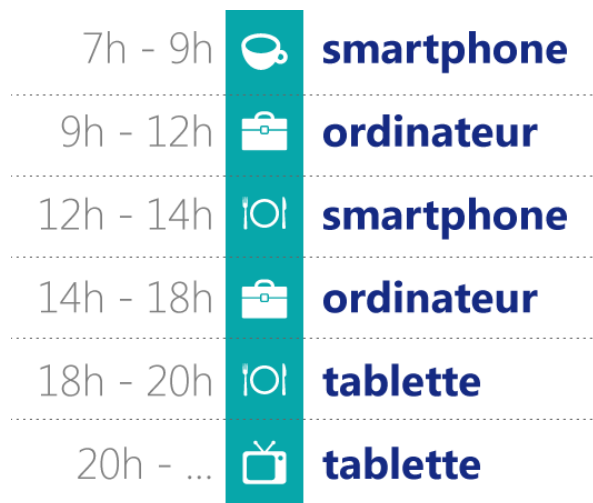 7h - 9h smartphone
9h - 12h ordinateur
12h - 14h smartphone
14h - 18h ordinateur
18h - 20h tablette
20h - ... tablette